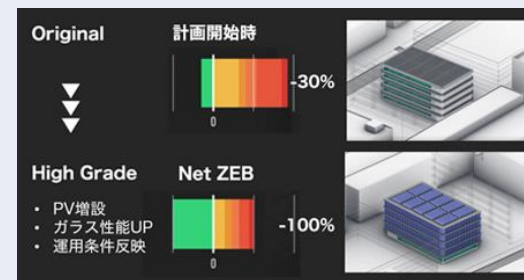 Original
計画開始時
-30%
0
High Grade
Net ZEB
• PV増設
• ガラス性能UP
• 運用条件反映
-100%
0